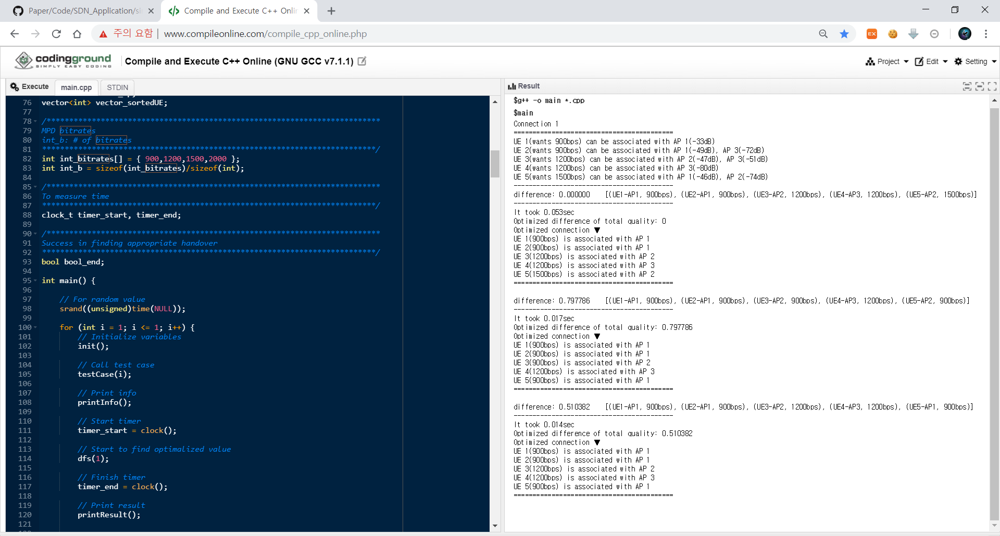 Paper/Code/SDN_Application/si
Compile and Execute C++ Onlin
주의 요함 | www.compileonline.com/compile_cpp_online.php
EX
codingground
SIMPLY EASY CODING
Compile and Execute C++ Online (GNU GCC v7.1.1)
Project
Edit
Setting
Execute
main.cpp
STDIN
76 vector<int> vector_sortedUE;
77
78 /**************************************************************************
79 MPD bitrates
80 int_b: # of bitrates
81 **************************************************************************/
82 int int_bitrates[] = { 900,1200,1500,2000 };
83 int int_b = sizeof(int_bitrates)/sizeof(int);
84
85 /**************************************************************************
86 To measure time
87 **************************************************************************/
88 clock_t timer_start, timer_end;
89
90 /**************************************************************************
91 Success in finding appropriate handover
92 **************************************************************************/
93 bool bool_end;
94
95 int main() {
96
97 // For random value
98 srand((unsigned)time(NULL));
99
100 for (int i = 1; i <= 1; i++) {
101 // Initialize variables
102 init();
103
104 // Call test case
105 testCase(i);
106
107 // Print info
108 printInfo();
109
110 // Start timer
111 timer_start = clock();
112
113 // Start to find optimalized value
114 dfs(1);
115
116 // Finish timer
117 timer_end = clock();
118
119 // Print result
120 printResult();
121
Result
$g++ -o main *.cpp
$main
Connection 1
==========================================
UE 1(wants 900bps) can be associated with AP 1(-33dB)
UE 2(wants 900bps) can be associated with AP 1(-49dB), AP 3(-72dB)
UE 3(wants 1200bps) can be associated with AP 2(-47dB), AP 3(-51dB)
UE 4(wants 1200bps) can be associated with AP 3(-80dB)
UE 5(wants 1500bps) can be associated with AP 1(-46dB), AP 2(-74dB)
------------------------------------------
difference: 0.000000 [(UE1-AP1, 900bps), (UE2-AP1, 900bps), (UE3-AP2, 1200bps), (UE4-AP3, 1200bps), (UE5-AP2, 1500bps)]
------------------------------------------
It took 0.053sec
Optimized difference of total quality: 0
Optimized connection ▼
UE 1(900bps) is associated with AP 1
UE 2(900bps) is associated with AP 1
UE 3(1200bps) is associated with AP 2
UE 4(1200bps) is associated with AP 3
UE 5(1500bps) is associated with AP 2
==========================================
difference: 0.797786 [(UE1-AP1, 900bps), (UE2-AP1, 900bps), (UE3-AP2, 900bps), (UE4-AP3, 1200bps), (UE5-AP2, 900bps)]
------------------------------------------
It took 0.017sec
Optimized difference of total quality: 0.797786
Optimized connection ▼
UE 1(900bps) is associated with AP 1
UE 2(900bps) is associated with AP 1
UE 3(900bps) is associated with AP 2
UE 4(1200bps) is associated with AP 3
UE 5(900bps) is associated with AP 1
==========================================
difference: 0.510382 [(UE1-AP1, 900bps), (UE2-AP1, 900bps), (UE3-AP2, 1200bps), (UE4-AP3, 1200bps), (UE5-AP1, 900bps)]
------------------------------------------
It took 0.014sec
Optimized difference of total quality: 0.510382
Optimized connection ▼
UE 1(900bps) is associated with AP 1
UE 2(900bps) is associated with AP 1
UE 3(1200bps) is associated with AP 2
UE 4(1200bps) is associated with AP 3
UE 5(900bps) is associated with AP 1
==========================================